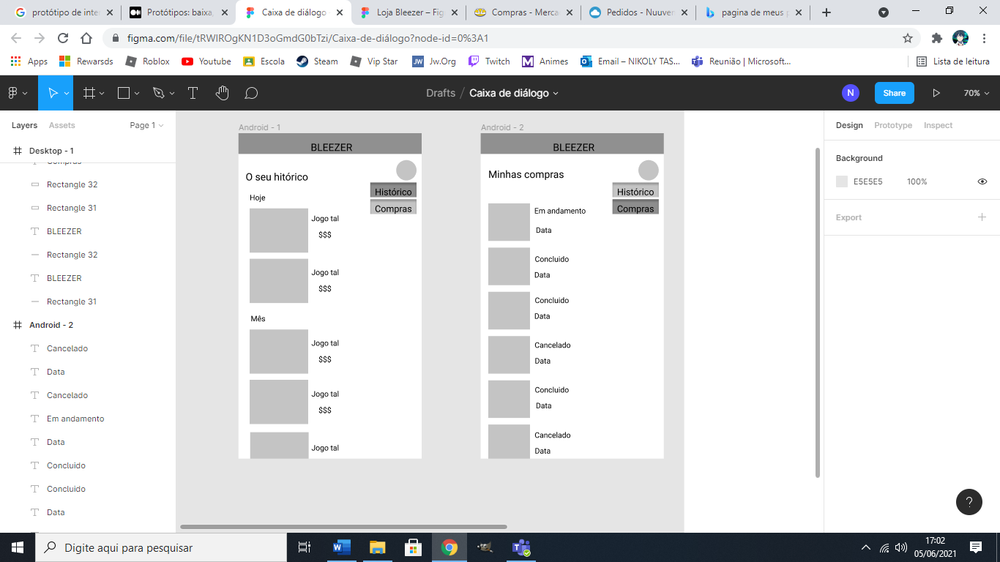 protótipo de inte
Protótipos: baixa,
Caixa de diálogo
Loja Bleezer – Fig
Compras - Merca
Pedidos - Nuuver
pagina de meus p
figma.com/file/tRWIROgKN1D3oGmdG0bTzi/Caixa-de-diálogo?node-id=0%3A1
Apps
Rewarsds
Roblox
Youtube
Escola
Steam
Vip Star
Jw.Org
Twitch
Animes
Email – NIKOLY TAS...
Reunião | Microsoft...
Lista de leitura
Drafts / Caixa de diálogo
N
Share
70%
Layers
Assets
Page 1
Desktop - 1
Compras
Rectangle 32
Rectangle 31
BLEEZER
Rectangle 32
BLEEZER
Rectangle 31
Android - 2
Cancelado
Data
Cancelado
Em andamento
Data
Concluido
Concluido
Data
Android - 1
BLEEZER
O seu hitórico
Histórico
Compras
Hoje
Jogo tal
$$$
Jogo tal
$$$
Mês
Jogo tal
$$$
Jogo tal
$$$
Jogo tal
Android - 2
BLEEZER
Minhas compras
Histórico
Compras
Em andamento
Data
Concluido
Data
Concluido
Data
Cancelado
Data
Concluido
Data
Cancelado
Data
Design
Prototype
Inspect
Background
E5E5E5
100%
Export
?
Digite aqui para pesquisar
17:02
05/06/2021